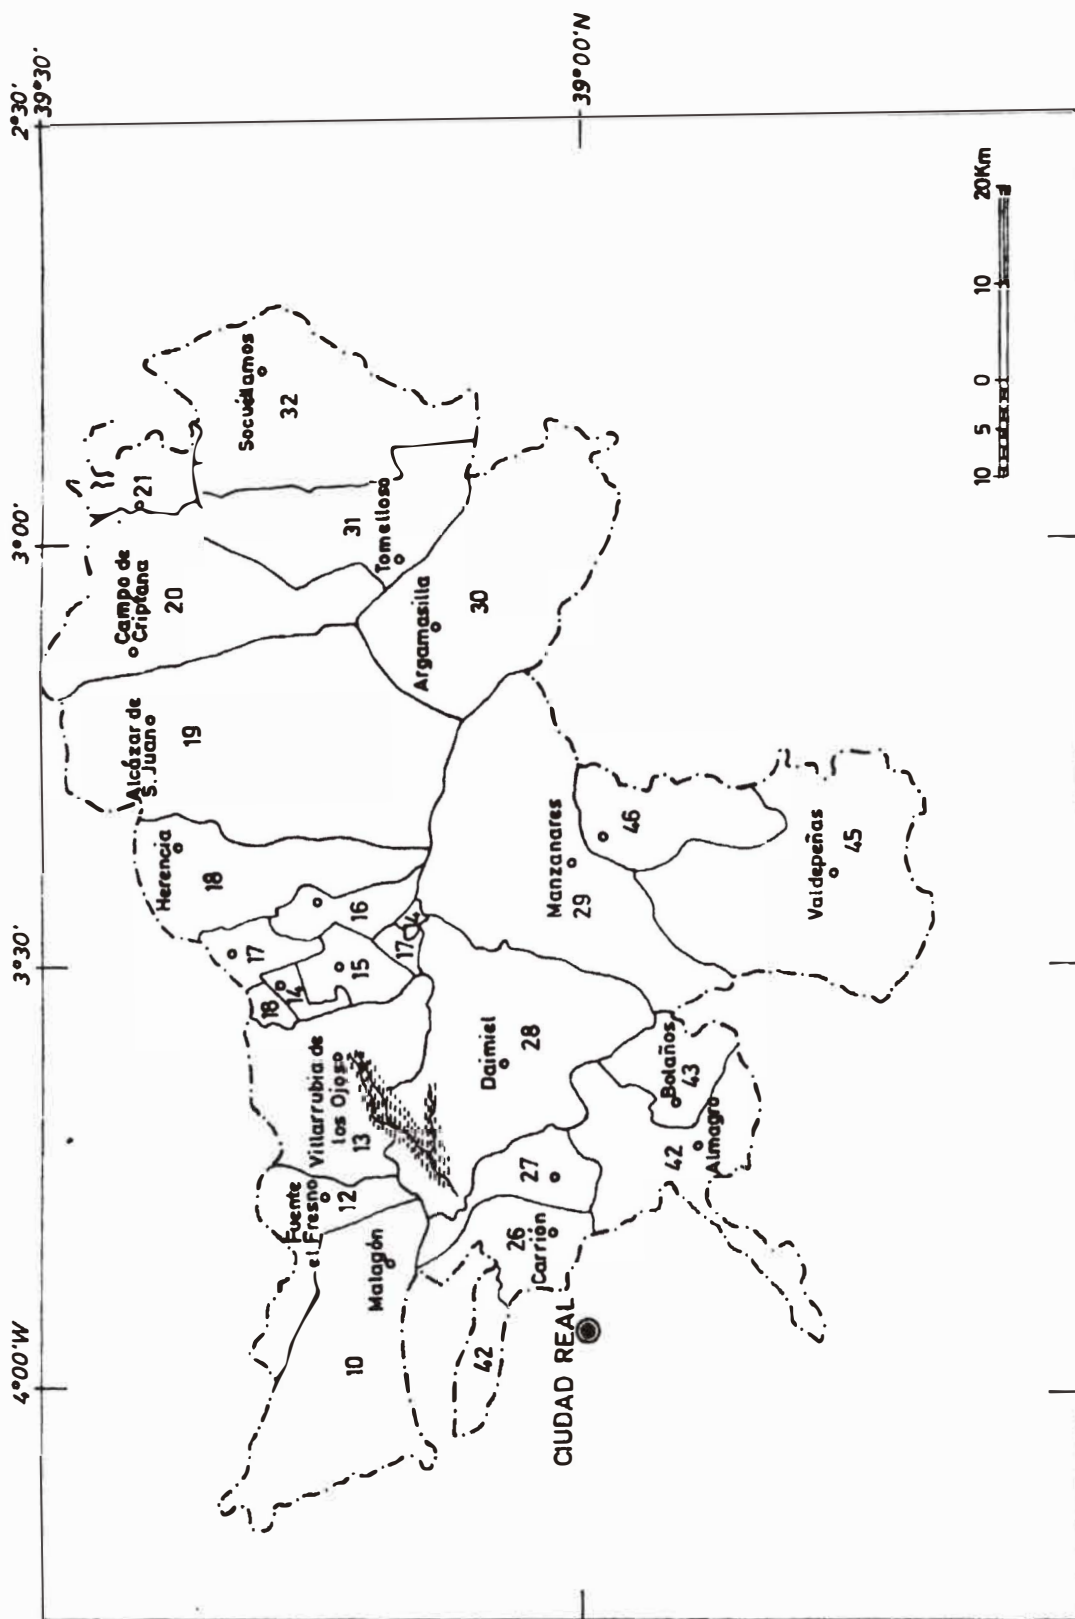 4°00'W
3°30'
3°00'
2°30'
39°30'
39°00'N
Fuente
el Fresno
12
Villarrubia de
los Ojos
13
Malagón
10
42
26
Carrión
27
CIUDAD REAL
18
14
17
15
16
17
14
Herencia
18
Alcázar de
S. Juan
19
Campo de
Criptana
20
21
Socuéllamos
32
31
Tomelloso
Argamasilla
30
Daimiel
28
Manzanares
29
46
Bolaños
43
42
Almagro
Valdepeñas
45
10 5 0 10 20Km